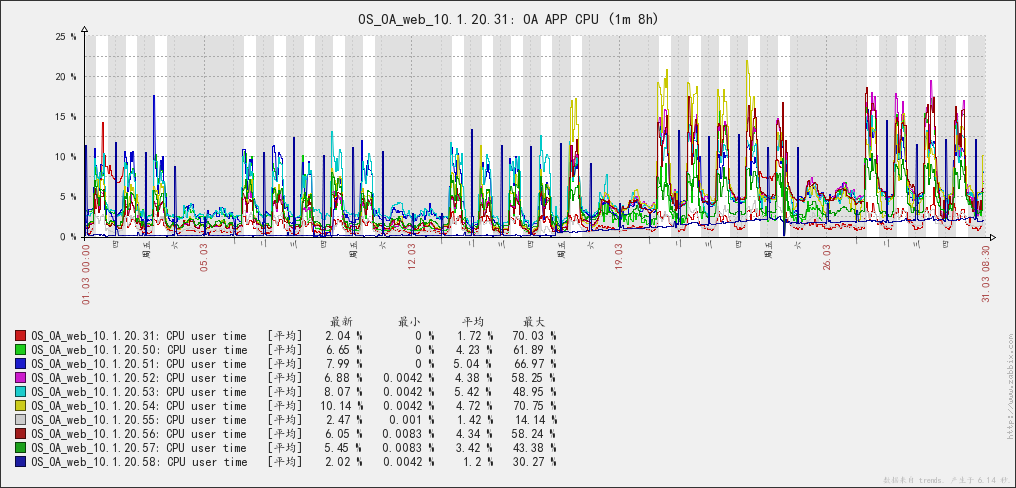 OS_OA_web_10.1.20.31: OA APP CPU (1m 8h)
25 %
20 %
15 %
10 %
5 %
0 %
01.03 00:00 四 周五 六 05.03 二 三 四 周五 六 12.03 二 三 四 周五 六 19.03 二 三 四 周五 六 26.03 二 三 四 31.03 08:30
最新 最小 平均 最大
OS_OA_web_10.1.20.31: CPU user time [平均] 2.04 % 0 % 1.72 % 70.03 %
OS_OA_web_10.1.20.50: CPU user time [平均] 6.65 % 0 % 4.23 % 61.89 %
OS_OA_web_10.1.20.51: CPU user time [平均] 7.99 % 0 % 5.04 % 66.97 %
OS_OA_web_10.1.20.52: CPU user time [平均] 6.88 % 0.0042 % 4.38 % 58.25 %
OS_OA_web_10.1.20.53: CPU user time [平均] 8.07 % 0.0042 % 5.42 % 48.95 %
OS_OA_web_10.1.20.54: CPU user time [平均] 10.14 % 0.0042 % 4.72 % 70.75 %
OS_OA_web_10.1.20.55: CPU user time [平均] 2.47 % 0.001 % 1.42 % 14.14 %
OS_OA_web_10.1.20.56: CPU user time [平均] 6.05 % 0.0083 % 4.34 % 58.24 %
OS_OA_web_10.1.20.57: CPU user time [平均] 5.45 % 0.0083 % 3.42 % 43.38 %
OS_OA_web_10.1.20.58: CPU user time [平均] 2.02 % 0.0042 % 1.2 % 30.27 %
http://www.zabbix.com
数据来自 trends. 产生于 6.14 秒.